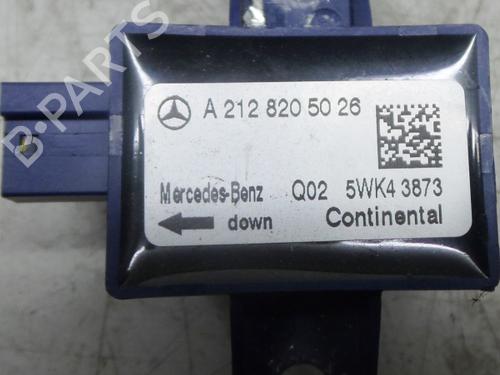 B-PARTS
A 212 820 50 26
Mercedes-Benz Q02 5WK4 3873
down Continental